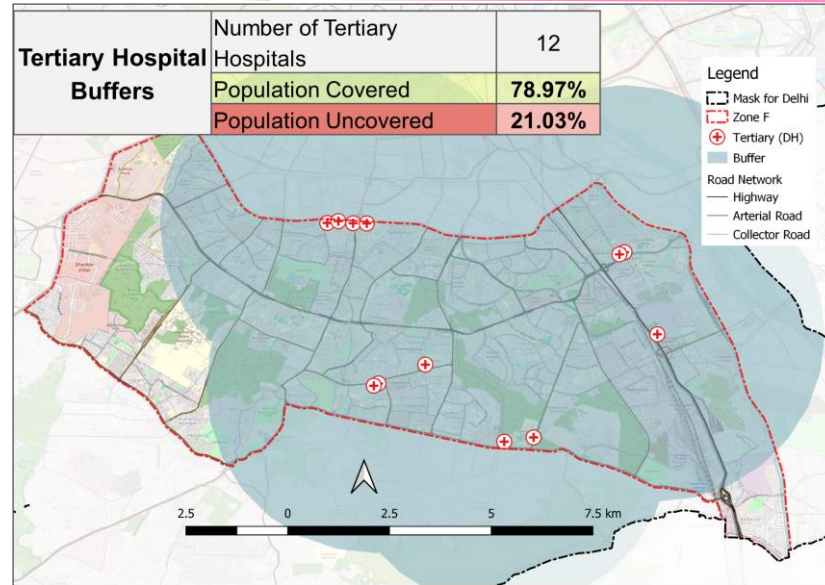 Tertiary Hospital
Buffers
Number of Tertiary
Hospitals
12
Population Covered
78.97%
Population Uncovered
21.03%
Legend
Mask for Delhi
Zone F
Tertiary (DH)
Buffer
Road Network
Highway
Arterial Road
Collector Road
2.5 0 2.5 5 7.5 km